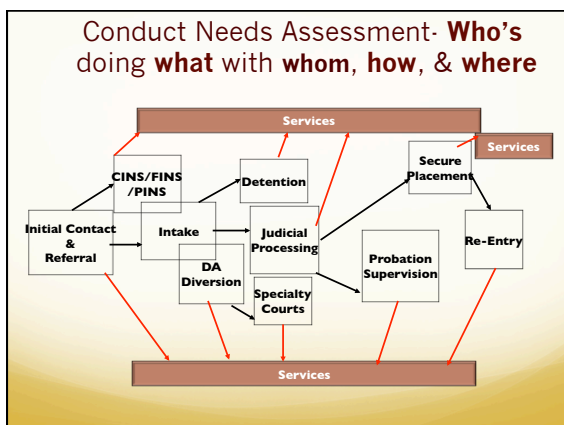 Conduct Needs Assessment- Who's
doing what with whom, how, & where
Services
Services
CINS/FINS
/PINS
Detention
Secure
Placement
Initial Contact
&
Referral
Intake
Judicial
Processing
Re-Entry
DA
Diversion
Probation
Supervision
Specialty
Courts
Services